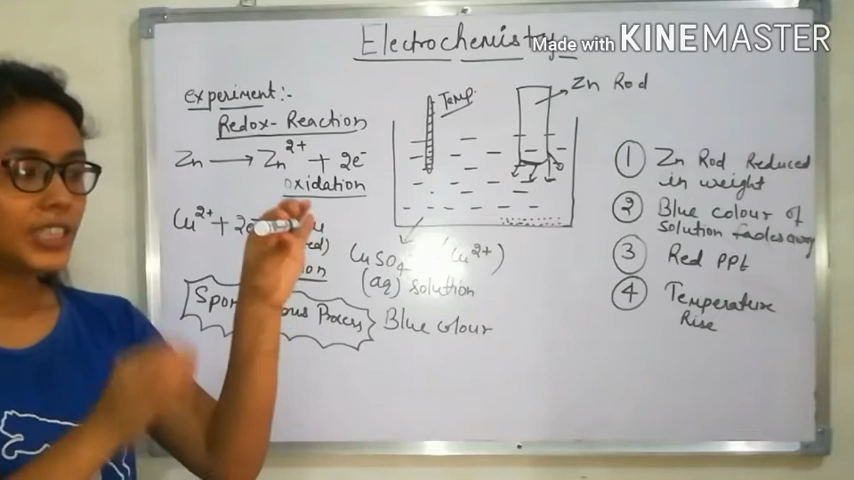 Electrochemistry
Made with KINEMASTER
experiment:-
Redox-Reaction
Zn → Zn²⁺ + 2e⁻
oxidation
Cu²⁺ + 2e⁻
Temp.
Zn Rod
CuSO₄ (Cu²⁺)
(aq) solution
Blue colour
① Zn Rod Reduced
in weight
② Blue colour of
solution fades away
③ Red PPt
④ Temperature
Rise